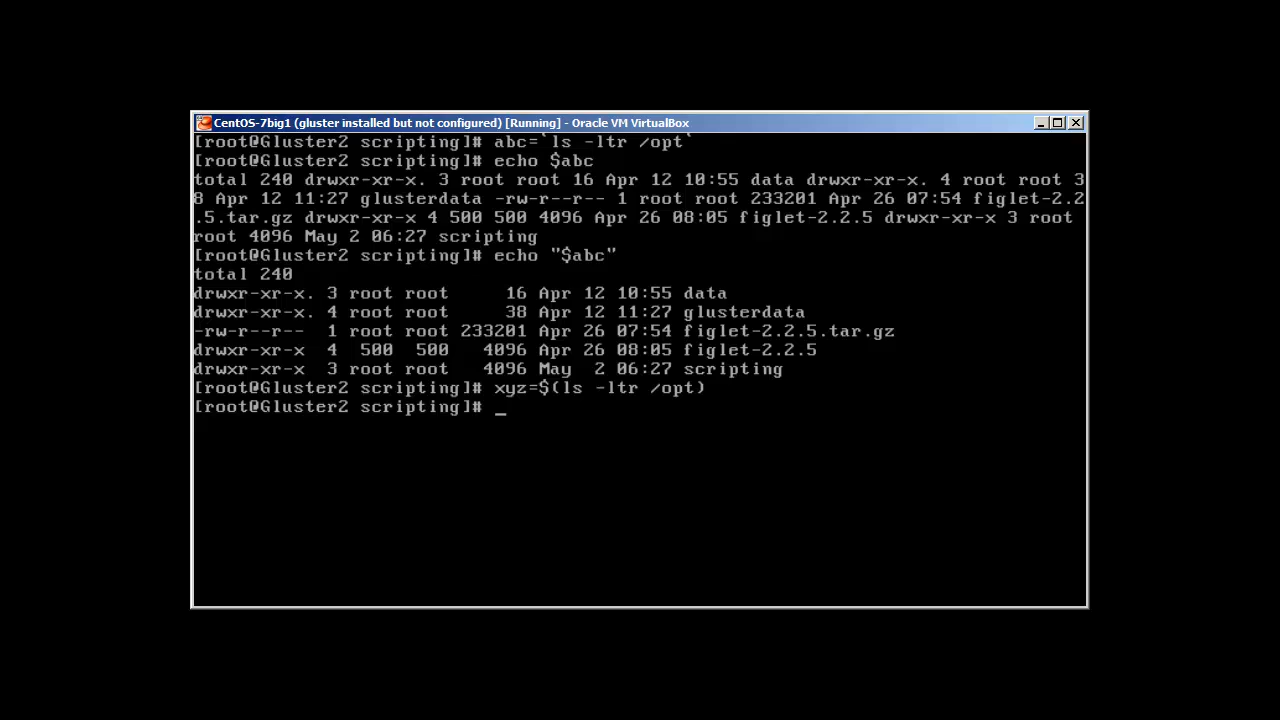 CentOS-7big1 (gluster installed but not configured) [Running] - Oracle VM VirtualBox
[root@Gluster2 scripting]# abc=`ls -ltr /opt`
[root@Gluster2 scripting]# echo $abc
total 240 drwxr-xr-x. 3 root root 16 Apr 12 10:55 data drwxr-xr-x. 4 root root 3
8 Apr 12 11:27 glusterdata -rw-r--r-- 1 root root 233201 Apr 26 07:54 figlet-2.2
.5.tar.gz drwxr-xr-x 4 500 500 4096 Apr 26 08:05 figlet-2.2.5 drwxr-xr-x 3 root
root 4096 May 2 06:27 scripting
[root@Gluster2 scripting]# echo "$abc"
total 240
drwxr-xr-x. 3 root root     16 Apr 12 10:55 data
drwxr-xr-x. 4 root root     38 Apr 12 11:27 glusterdata
-rw-r--r--  1 root root 233201 Apr 26 07:54 figlet-2.2.5.tar.gz
drwxr-xr-x  4  500  500   4096 Apr 26 08:05 figlet-2.2.5
drwxr-xr-x  3 root root   4096 May  2 06:27 scripting
[root@Gluster2 scripting]# xyz=$(ls -ltr /opt)
[root@Gluster2 scripting]# _